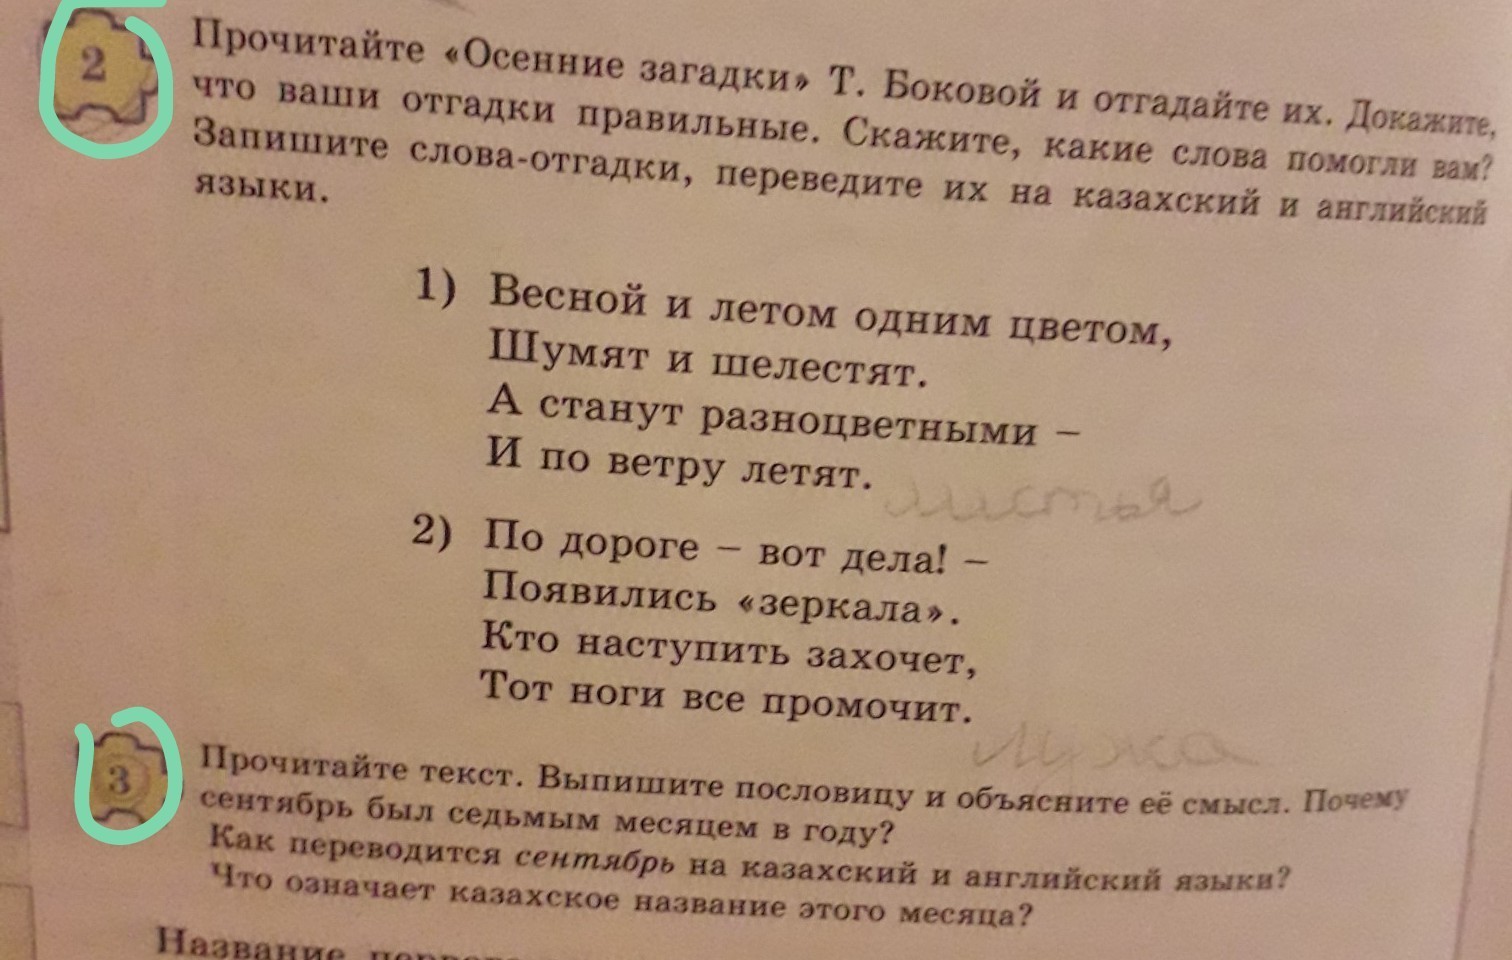 2
Прочитайте «Осенние загадки» Т. Боковой и отгадайте их. Докажите,
что ваши отгадки правильные. Скажите, какие слова помогли вам?
Запишите слова-отгадки, переведите их на казахский и английский
языки.
1) Весной и летом одним цветом,
Шумят и шелестят.
А станут разноцветными –
И по ветру летят.
листья
2) По дороге – вот дела! –
Появились «зеркала».
Кто наступить захочет,
Тот ноги все промочит.
лужа
3
Прочитайте текст. Выпишите пословицу и объясните её смысл. Почему
сентябрь был седьмым месяцем в году?
Как переводится сентябрь на казахский и английский языки?
Что означает казахское название этого месяца?
Название